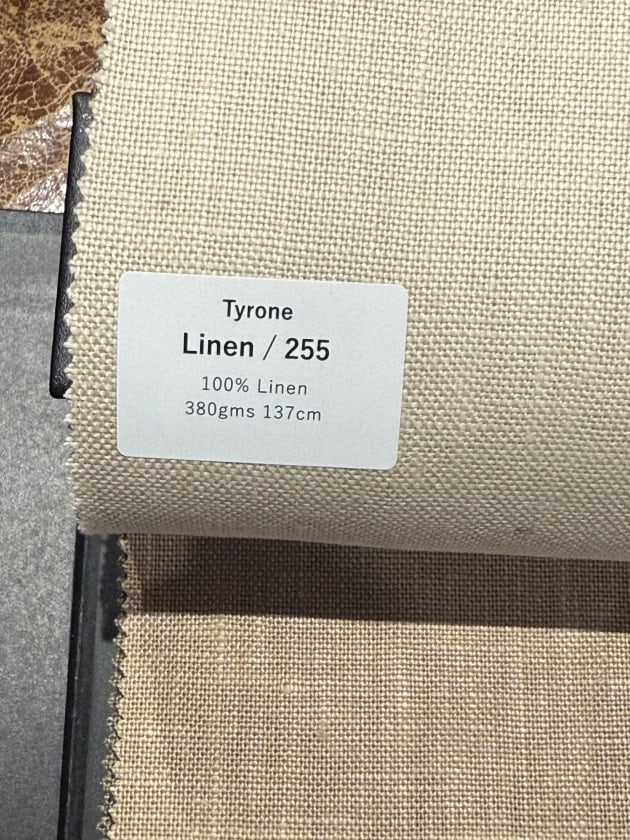 Tyrone
Linen / 255
100% Linen
380gms 137cm